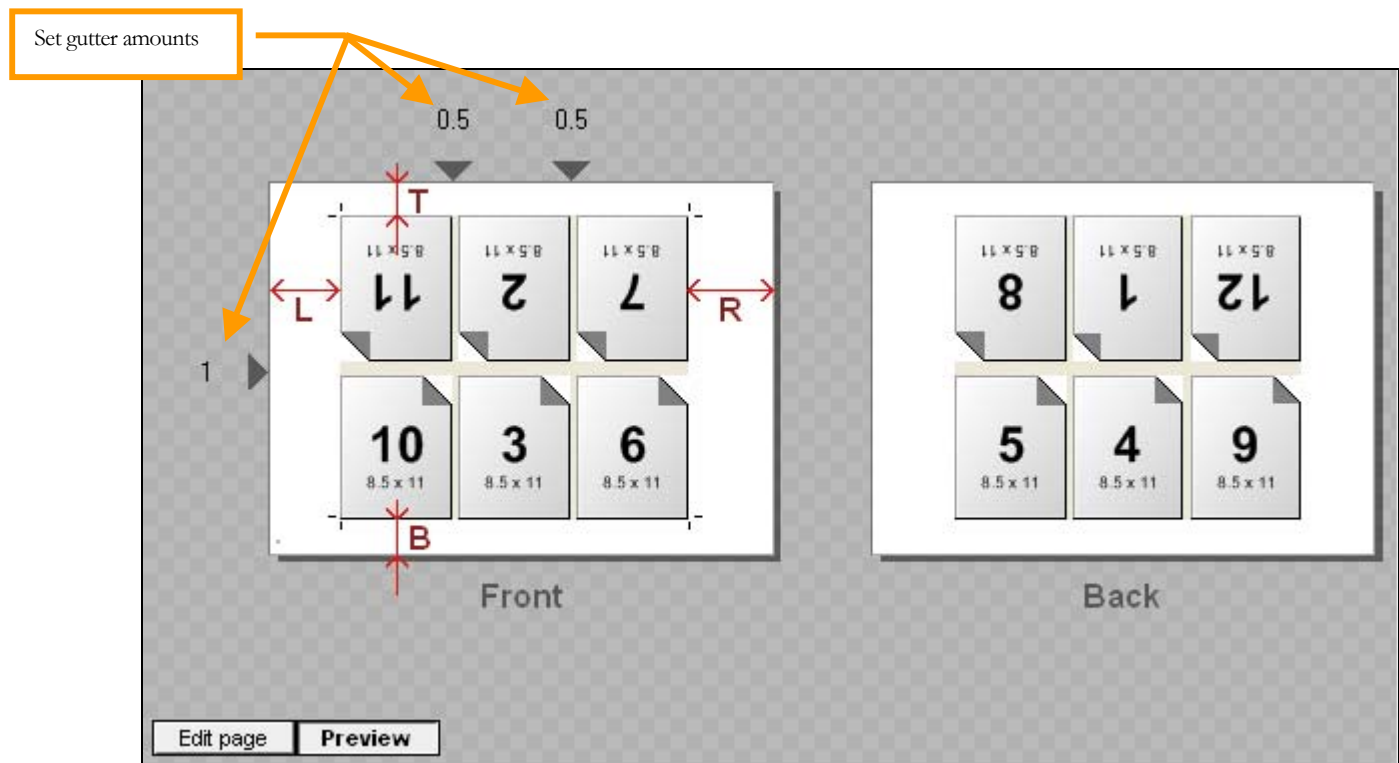 Set gutter amounts
0.5 0.5
T
8.5 x 11 8.5 x 11 8.5 x 11
11 2 7
L R
1
10 3 6
8.5 x 11 8.5 x 11 8.5 x 11
B
Front
8.5 x 11 8.5 x 11 8.5 x 11
8 1 12
5 4 9
8.5 x 11 8.5 x 11 8.5 x 11
Back
Edit page Preview